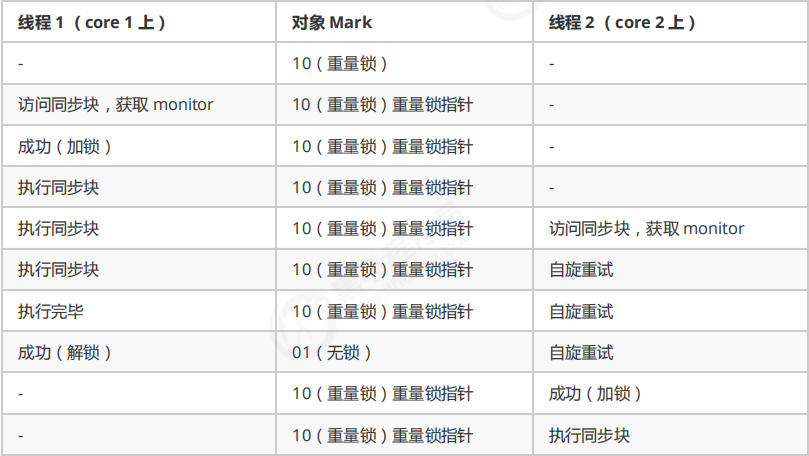 线程 1 （ core 1 上 ） 对象 Mark 线程 2 （ core 2 上 ）
- 10 （ 重量锁 ） -
访问同步块，获取 monitor 10 （ 重量锁 ）重量锁指针 -
成功（ 加锁 ） 10 （ 重量锁 ）重量锁指针 -
执行同步块 10 （ 重量锁 ）重量锁指针 -
执行同步块 10 （ 重量锁 ）重量锁指针 访问同步块，获取 monitor
执行同步块 10 （ 重量锁 ）重量锁指针 自旋重试
执行完毕 10 （ 重量锁 ）重量锁指针 自旋重试
成功（ 解锁 ） 01 （ 无锁 ） 自旋重试
- 10 （ 重量锁 ）重量锁指针 成功（ 加锁 ）
- 10 （ 重量锁 ）重量锁指针 执行同步块